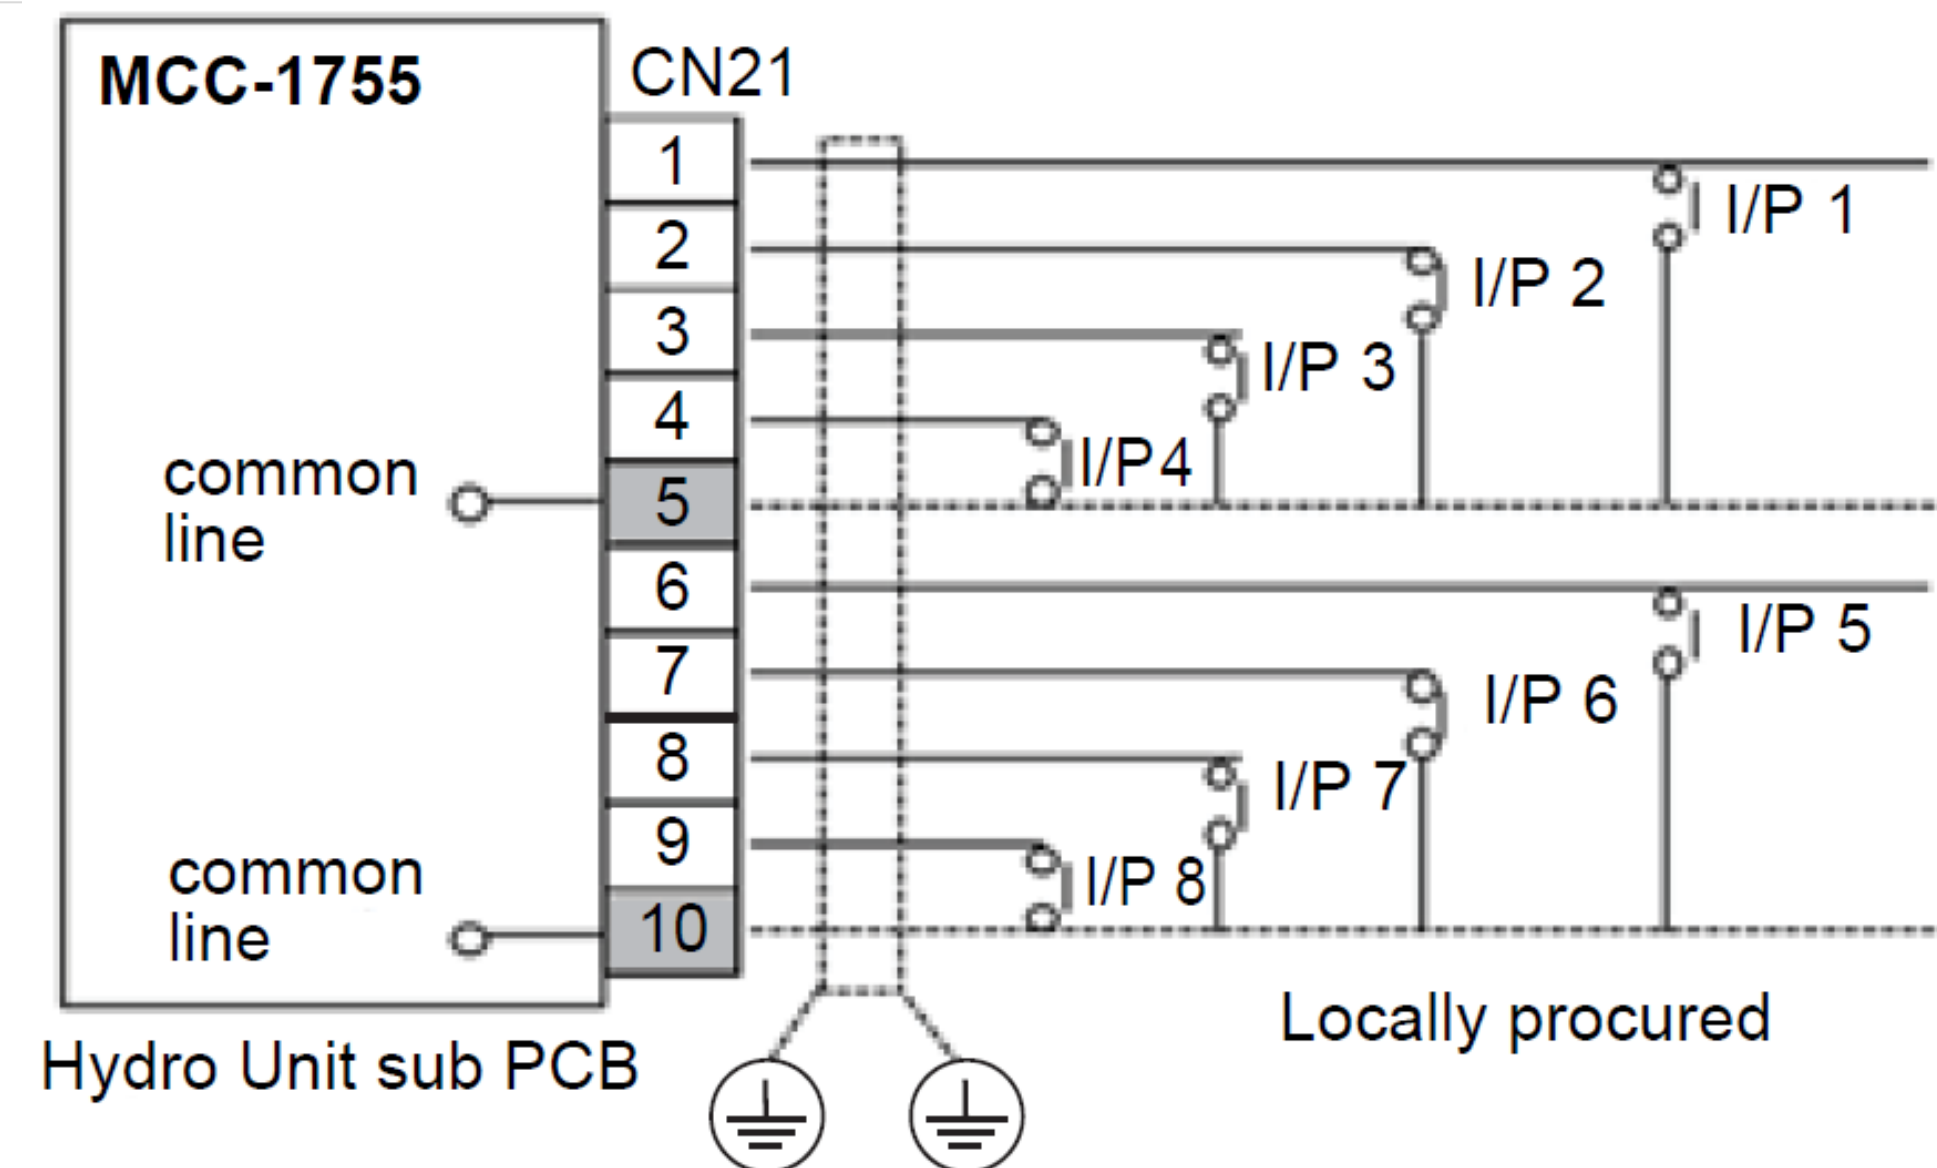 MCC-1755
CN21
1
2
3
4
5
6
7
8
9
10
I/P 1
I/P 2
I/P 3
I/P4
common
line
I/P 5
I/P 6
I/P 7
I/P 8
common
line
Locally procured
Hydro Unit sub PCB